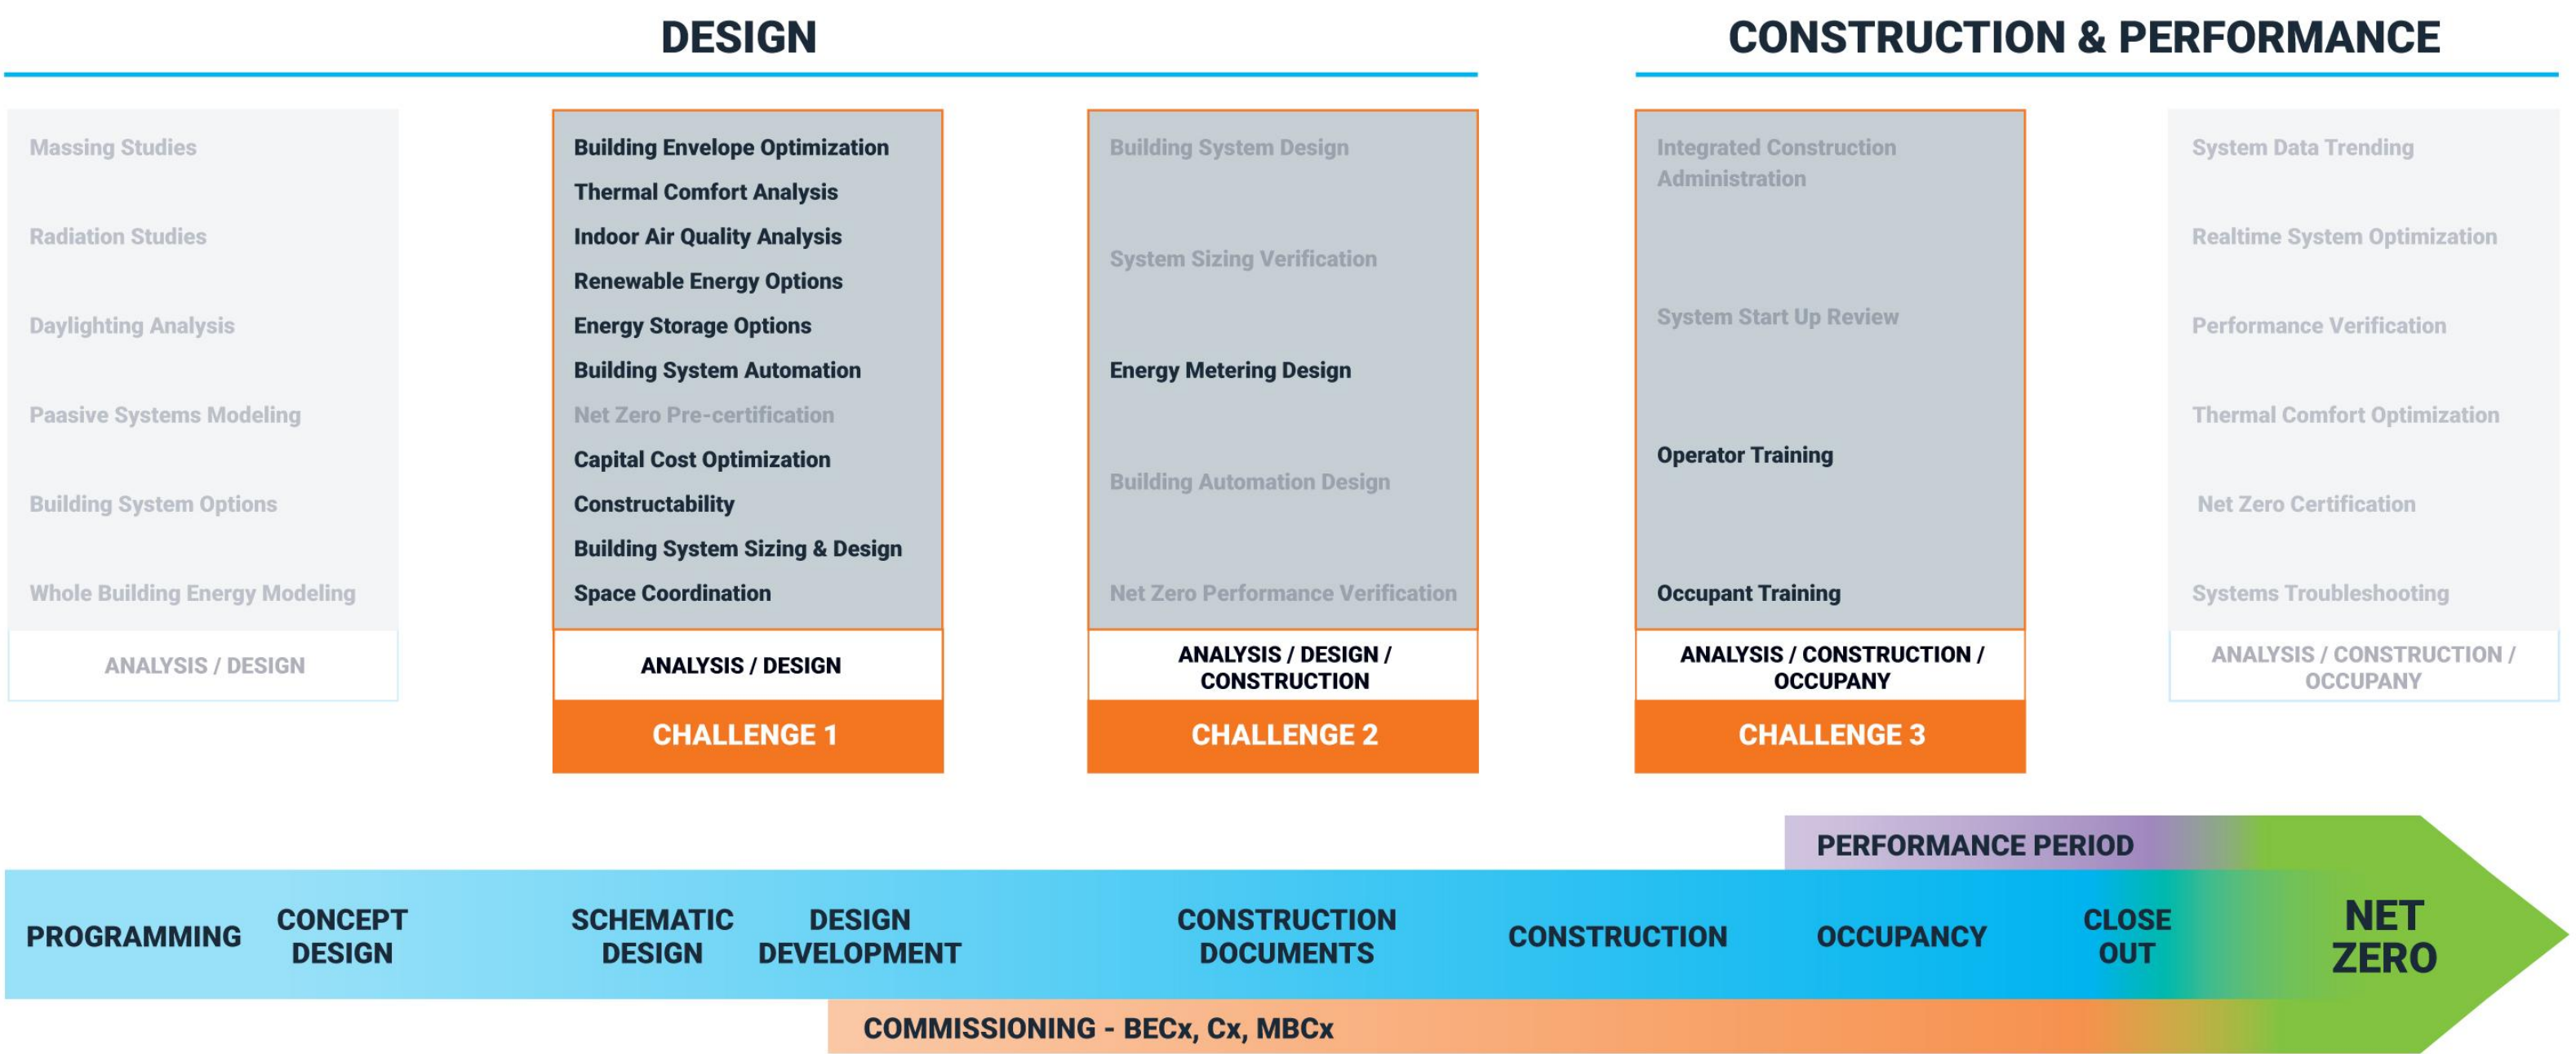 DESIGN
CONSTRUCTION & PERFORMANCE
Massing Studies
Radiation Studies
Daylighting Analysis
Paasive Systems Modeling
Building System Options
Whole Building Energy Modeling
ANALYSIS / DESIGN
Building Envelope Optimization
Thermal Comfort Analysis
Indoor Air Quality Analysis
Renewable Energy Options
Energy Storage Options
Building System Automation
Net Zero Pre-certification
Capital Cost Optimization
Constructability
Building System Sizing & Design
Space Coordination
ANALYSIS / DESIGN
CHALLENGE 1
Building System Design
System Sizing Verification
Energy Metering Design
Building Automation Design
Net Zero Performance Verification
ANALYSIS / DESIGN /
CONSTRUCTION
CHALLENGE 2
Integrated Construction
Administration
System Start Up Review
Operator Training
Occupant Training
ANALYSIS / CONSTRUCTION /
OCCUPANY
CHALLENGE 3
System Data Trending
Realtime System Optimization
Performance Verification
Thermal Comfort Optimization
Net Zero Certification
Systems Troubleshooting
ANALYSIS / CONSTRUCTION /
OCCUPANY
PERFORMANCE PERIOD
PROGRAMMING
CONCEPT
DESIGN
SCHEMATIC
DESIGN
DESIGN
DEVELOPMENT
CONSTRUCTION
DOCUMENTS
CONSTRUCTION
OCCUPANCY
CLOSE
OUT
NET
ZERO
COMMISSIONING - BECx, Cx, MBCx